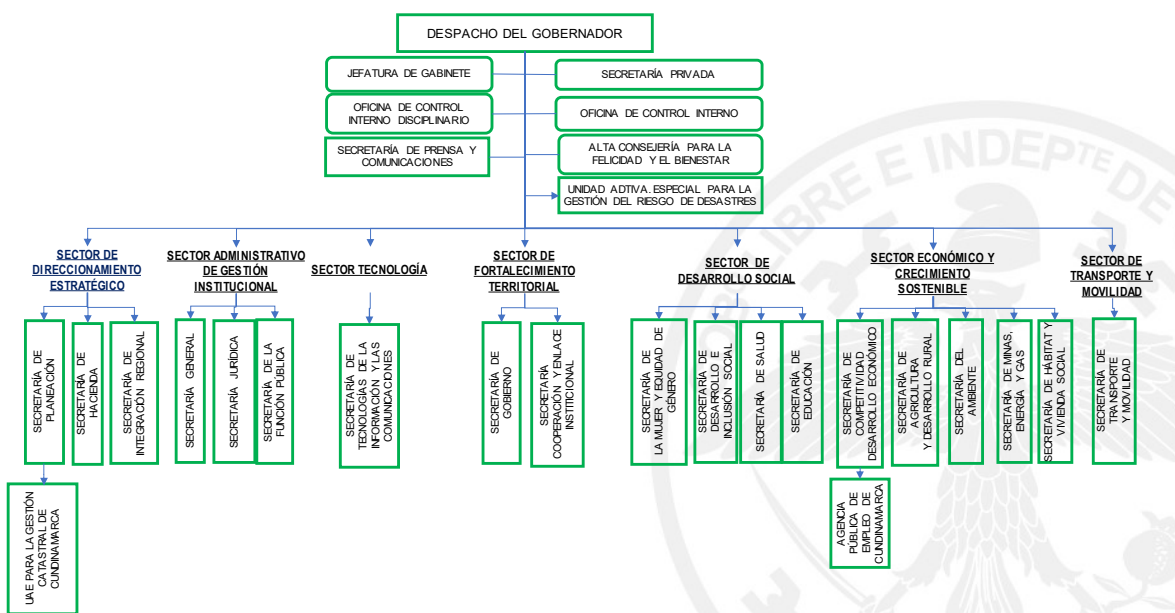 DESPACHO DEL GOBERNADOR
JEFATURA DE GABINETE
SECRETARÍA PRIVADA
OFICINA DE CONTROL
INTERNO DISCIPLINARIO
OFICINA DE CONTROL INTERNO
SECRETARÍA DE PRENSA Y
COMUNICACIONES
ALTA CONSEJERÍA PARA LA
FELICIDAD Y EL BIENESTAR
UNIDAD ADTIVA. ESPECIAL PARA LA
GESTIÓN DEL RIESGO DE DESASTRES
SECTOR DE
DIRECCIONAMIENTO
ESTRATÉGICO
SECTOR ADMINISTRATIVO
DE GESTIÓN
INSTITUCIONAL
SECTOR TECNOLOGÍA
SECTOR DE
FORTALECIMIENTO
TERRITORIAL
SECTOR DE
DESARROLLO SOCIAL
SECTOR ECONÓMICO Y
CRECIMIENTO
SOSTENIBLE
SECTOR DE
TRANSPORTE Y
MOVILIDAD
SECRETARÍA DE
PLANEACIÓN
SECRETARÍA DE
HACIENDA
SECRETARÍA DE
INTEGRACIÓN REGIONAL
SECRETARÍA GENERAL
SECRETARÍA JURÍDICA
SECRETARÍA DE LA
FUNCIÓN PÚBLICA
SECRETARÍA DE
TECNOLOGÍAS DE LA
INFORMACIÓN Y LAS
COMUNICACIONES
SECRETARÍA DE
GOBIERNO
SECRETARÍA
COOPERACIÓN Y ENLACE
INSTITICIONAL
SECRETARÍA DE
LA MUJER Y EQUIDAD DE
GÉNERO
SECRETARÍA DE
DESARROLLO E
INCLUSIÓN SOCIAL
SECRETARÍA DE SALUD
SECRETARÍA DE
EDUCACIÓN
SECRETARÍA DE
COMPETITIVIDAD
DESARROLLO ECONÓMICO
SECRETARÍA DE
AGRICULTURA
Y DESARROLLO RURAL
SECRETARÍA DEL
AMBIENTE
SECRETARÍA DE MINAS,
ENERGÍA Y GAS
SECRETARÍA DE HÁBITAT Y
VIVIENDA SOCIAL
SECRETARÍA DE
TRANSPORTE
Y MOVILIDAD
UAE PARA LA GESTIÓN
CATASTRAL DE
CUNDINAMARCA
AGENCIA
PÚBLICA DE
EMPLEO DE
CUNDINAMARCA
LIBRE E INDEPTE DE